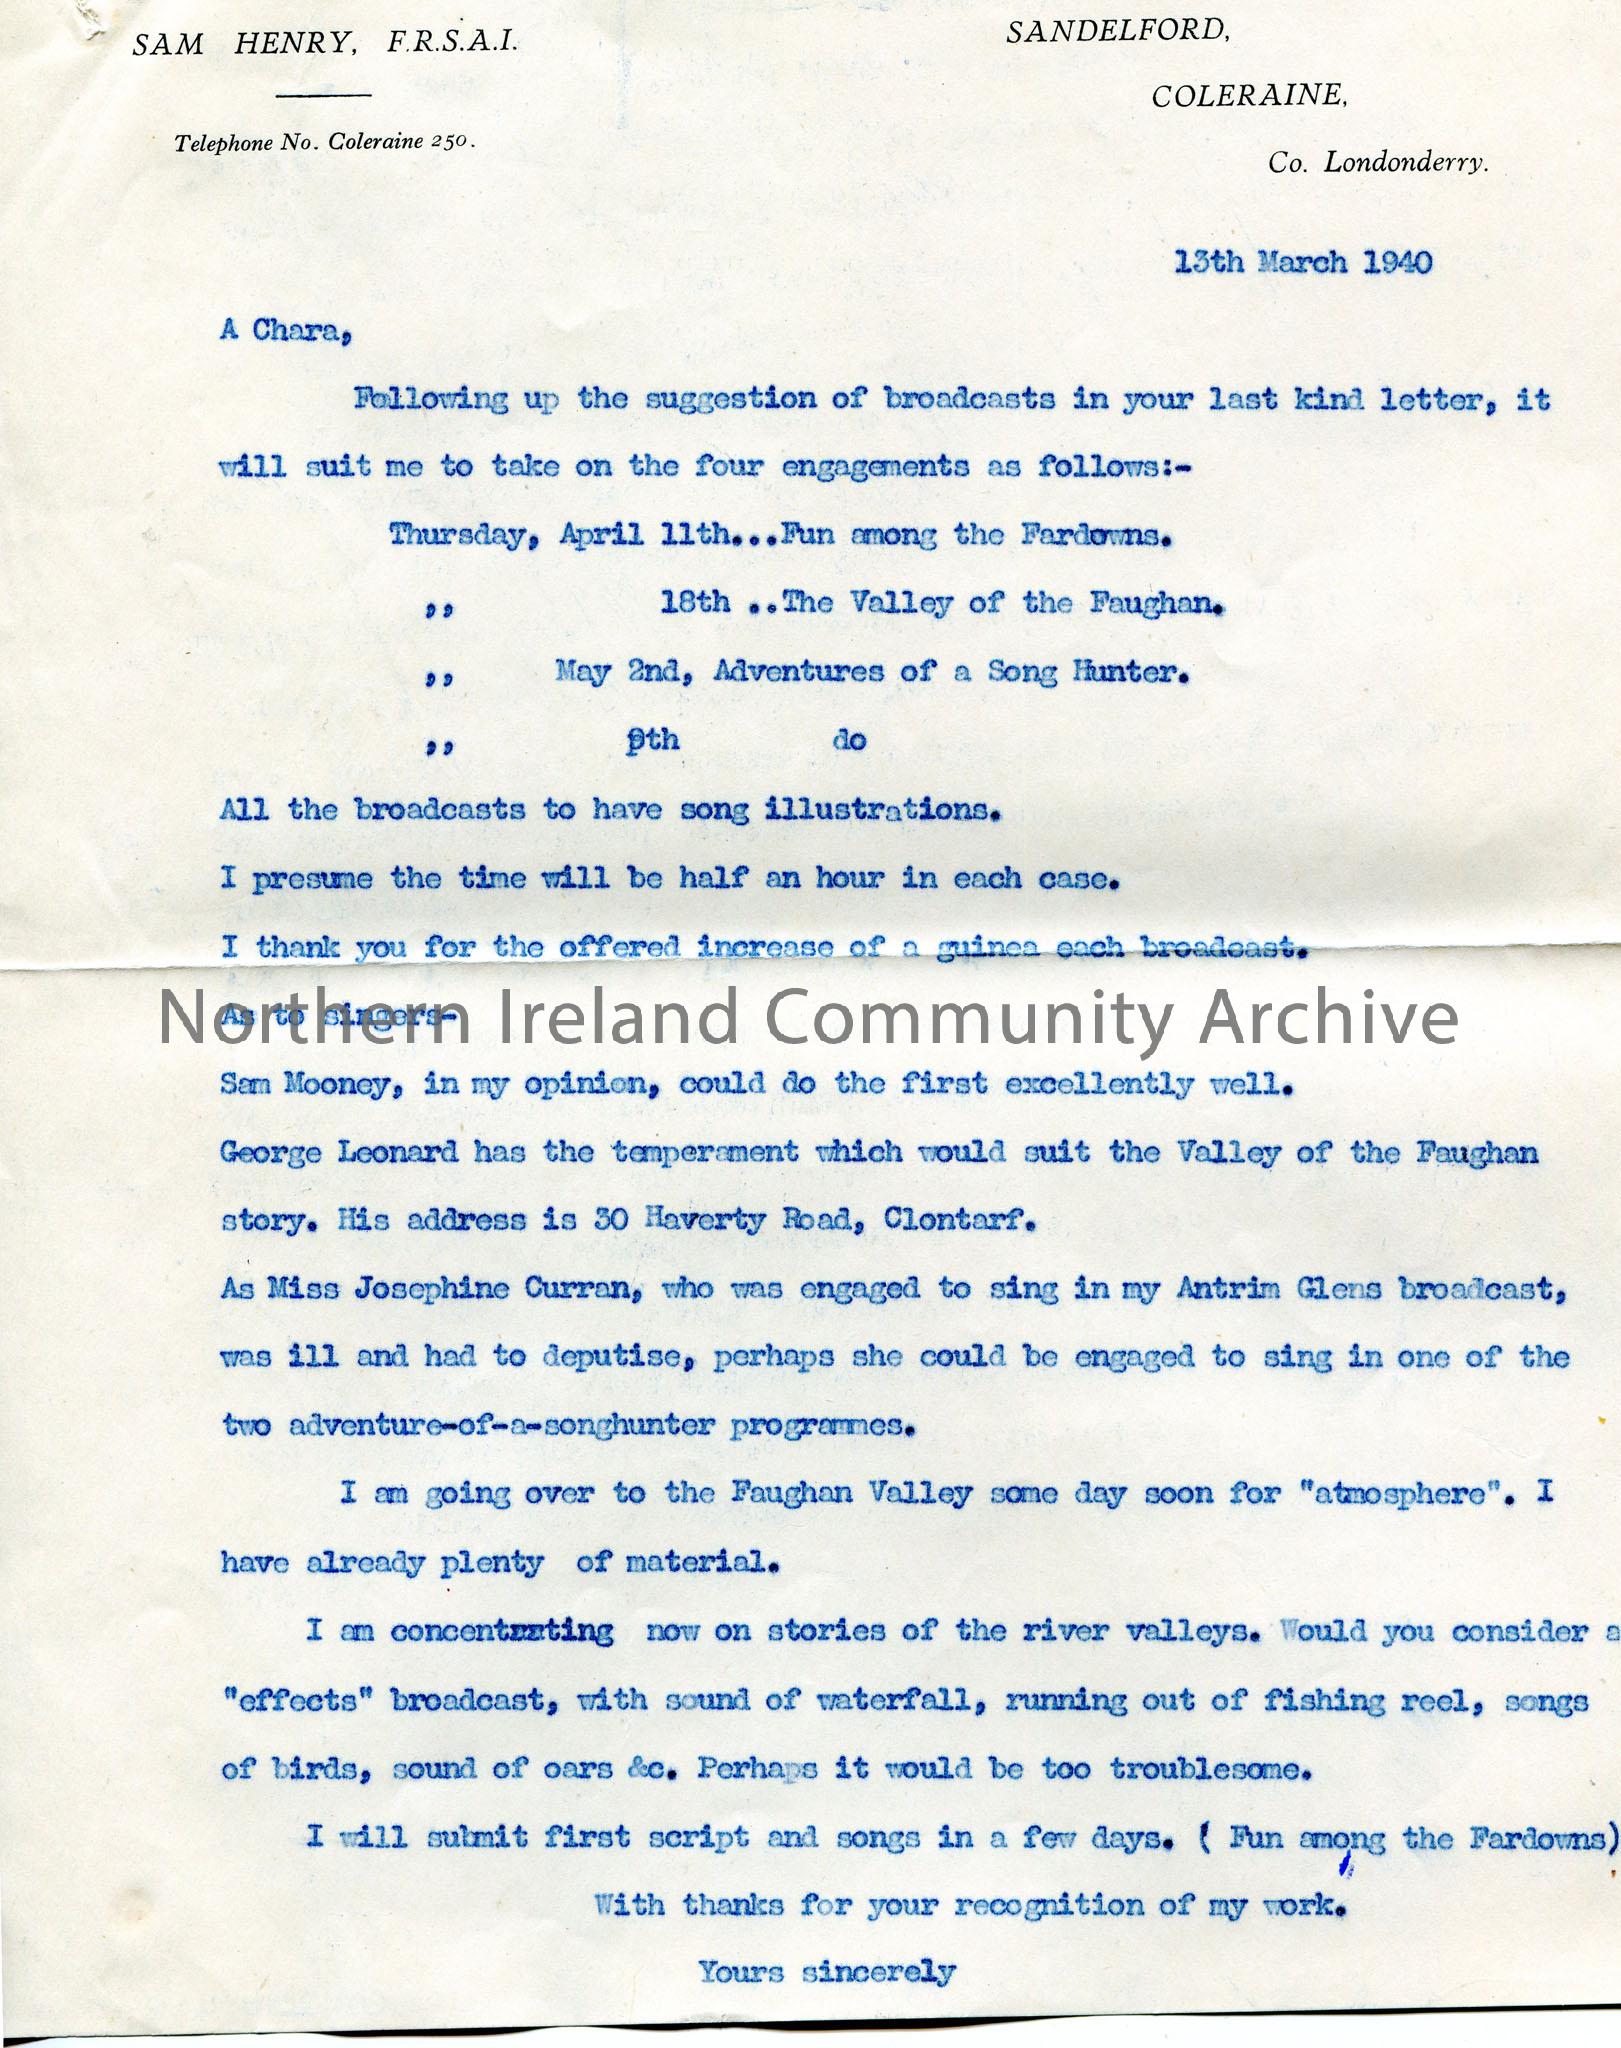 SAM HENRY, F.R.S.A.I.
Telephone No. Coleraine 250.
SANDELFORD,
COLERAINE,
Co. Londonderry.
13th March 1940
A Chara,
Following up the suggestion of broadcasts in your last kind letter, it
will suit me to take on the four engagements as follows:-
Thursday, April 11th...Fun among the Fardowns.
,, 18th ..The Valley of the Faughan.
,, May 2nd, Adventures of a Song Hunter.
,, 9th do
All the broadcasts to have song illustrations.
I presume the time will be half an hour in each case.
I thank you for the offered increase of a guinea each broadcast.
As to singers-
Northern Ireland Community Archive
Sam Mooney, in my opinion, could do the first excellently well.
George Leonard has the temperament which would suit the Valley of the Faughan
story. His address is 30 Haverty Road, Clontarf.
As Miss Josephine Curran, who was engaged to sing in my Antrim Glens broadcast,
was ill and had to deputise, perhaps she could be engaged to sing in one of the
two adventure-of-a-songhunter programmes.
I am going over to the Faughan Valley some day soon for "atmosphere". I
have already plenty of material.
I am concentrating now on stories of the river valleys. Would you consider a
"effects" broadcast, with sound of waterfall, running out of fishing reel, songs
of birds, sound of oars &c. Perhaps it would be too troublesome.
I will submit first script and songs in a few days. ( Fun among the Fardowns)
With thanks for your recognition of my work.
Yours sincerely